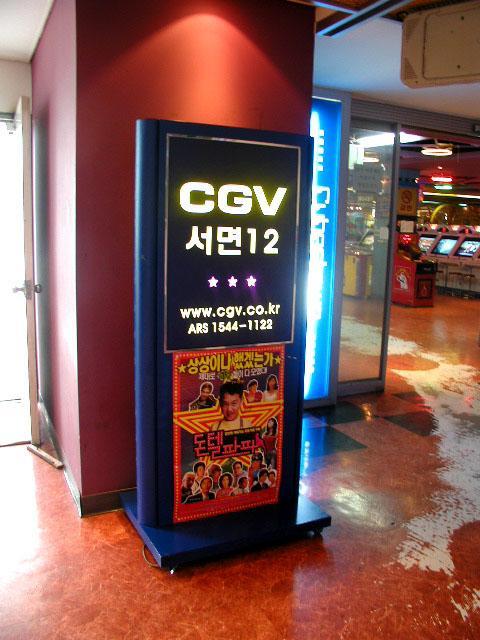 CGV
서면12
www.cgv.co.kr
ARS 1544-1122
상상이나 했겠는가
돈텔파파